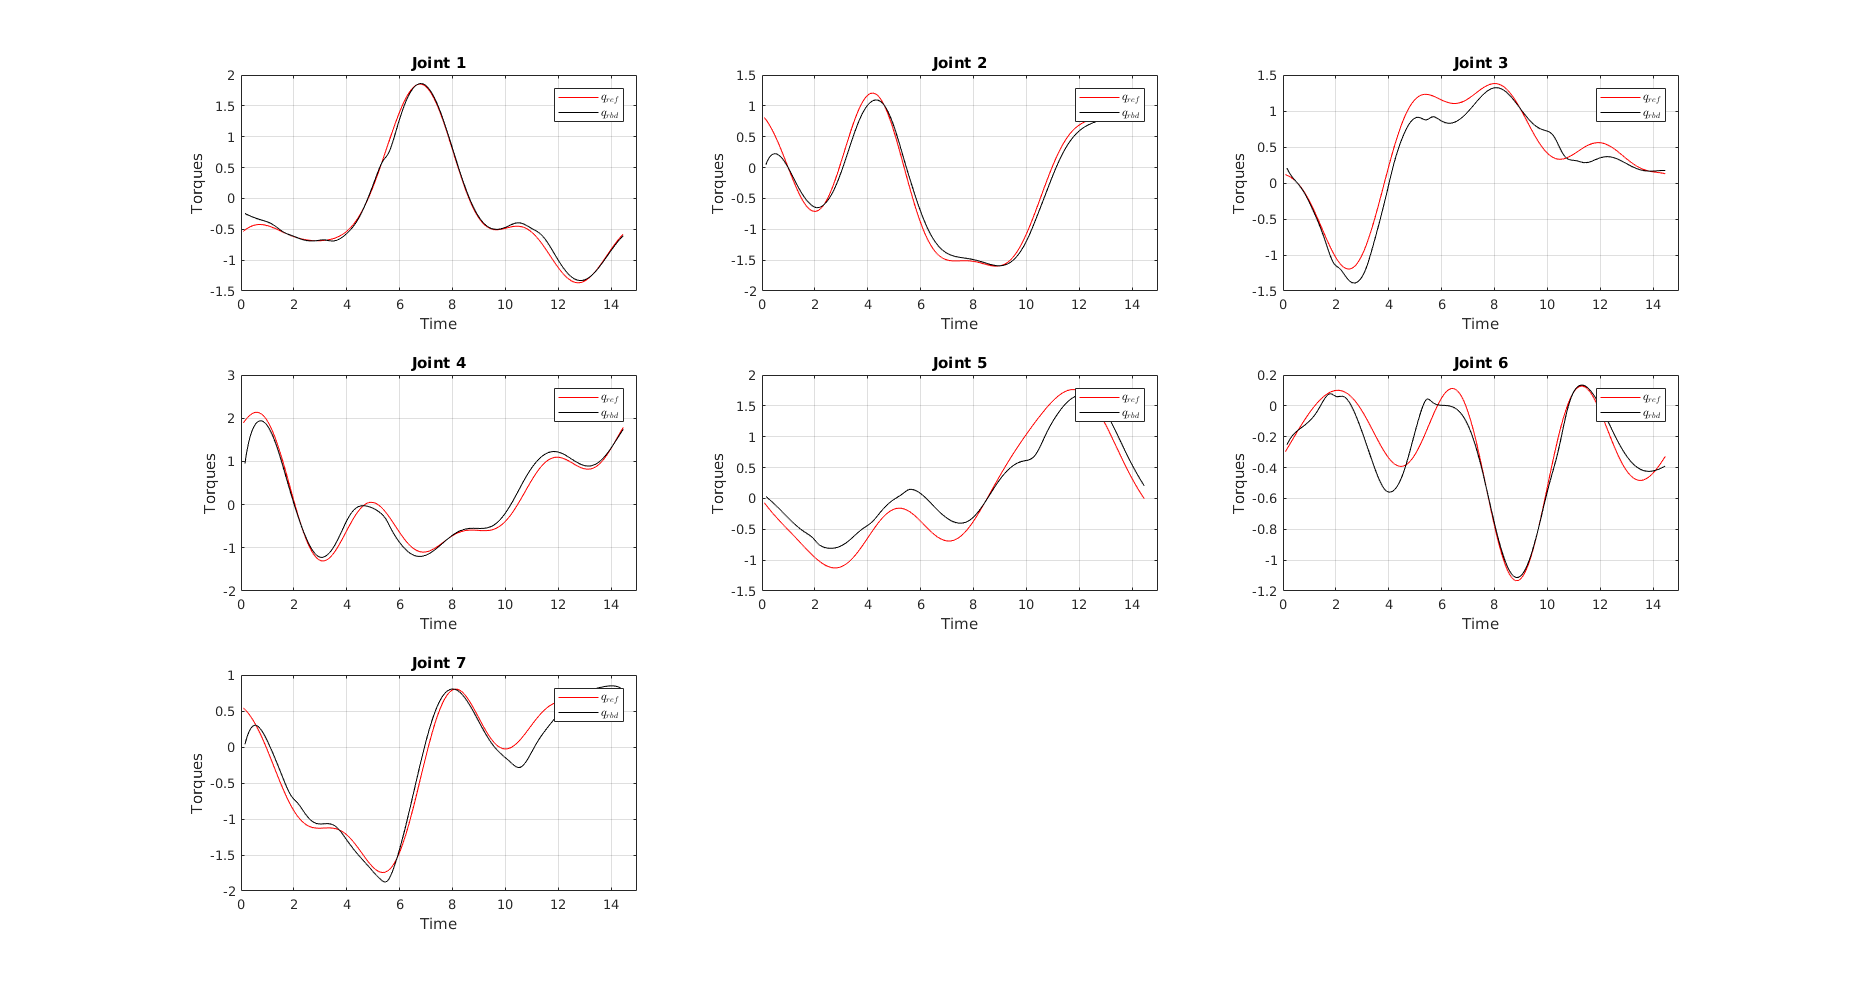 Joint 1
2
1.5
1
0.5
0
-0.5
-1
-1.5
Torques
q_ref
q_rbd
0 2 4 6 8 10 12 14
Time
Joint 2
1.5
1
0.5
0
-0.5
-1
-1.5
-2
Torques
q_ref
q_rbd
0 2 4 6 8 10 12 14
Time
Joint 3
1.5
1
0.5
0
-0.5
-1
-1.5
Torques
q_ref
q_rbd
0 2 4 6 8 10 12 14
Time
Joint 4
3
2
1
0
-1
-2
Torques
q_ref
q_rbd
0 2 4 6 8 10 12 14
Time
Joint 5
2
1.5
1
0.5
0
-0.5
-1
-1.5
Torques
q_ref
q_rbd
0 2 4 6 8 10 12 14
Time
Joint 6
0.2
0
-0.2
-0.4
-0.6
-0.8
-1
-1.2
Torques
q_ref
q_rbd
0 2 4 6 8 10 12 14
Time
Joint 7
1
0.5
0
-0.5
-1
-1.5
-2
Torques
q_ref
q_rbd
0 2 4 6 8 10 12 14
Time